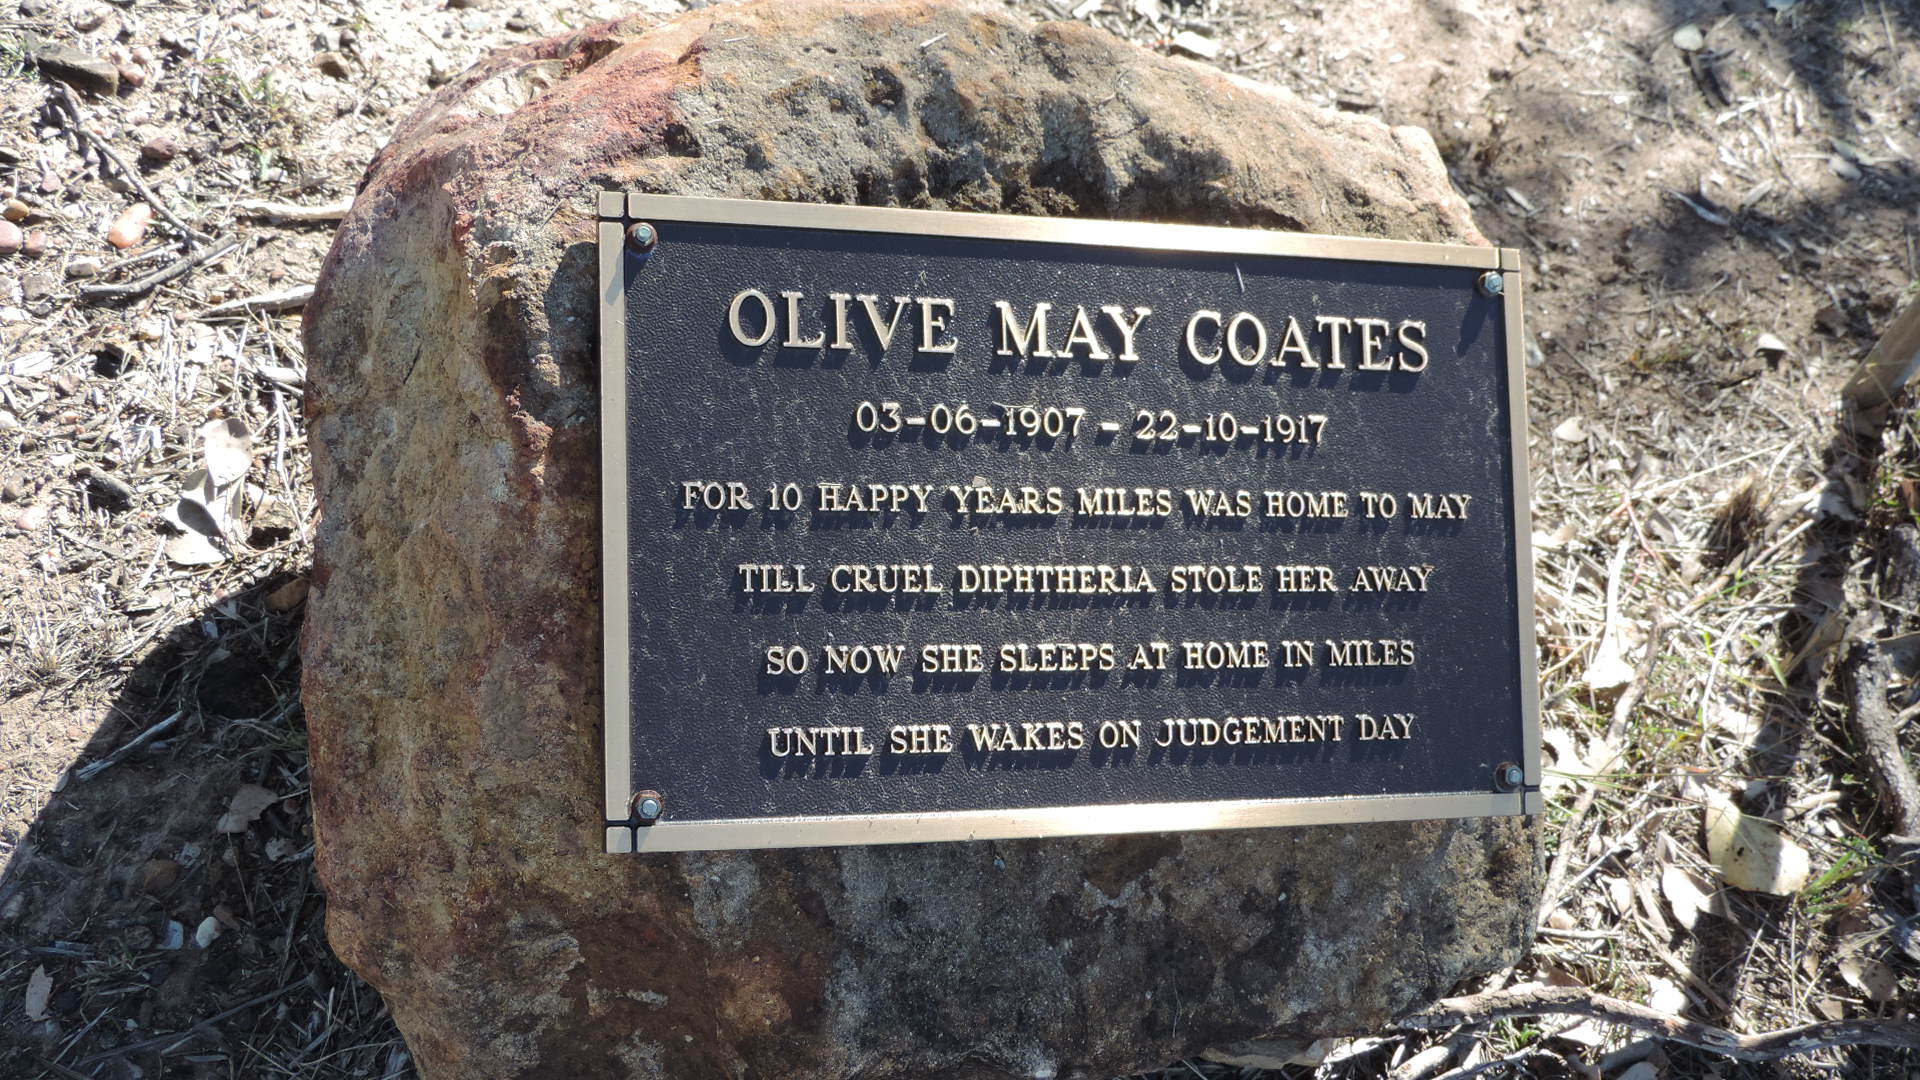 OLIVE MAY COATES
03-06-1907 - 22-10-1917
FOR 10 HAPPY YEARS MILES WAS HOME TO MAY
TILL CRUEL DIPHTHERIA STOLE HER AWAY
SO NOW SHE SLEEPS AT HOME IN MILES
UNTIL SHE WAKES ON JUDGEMENT DAY